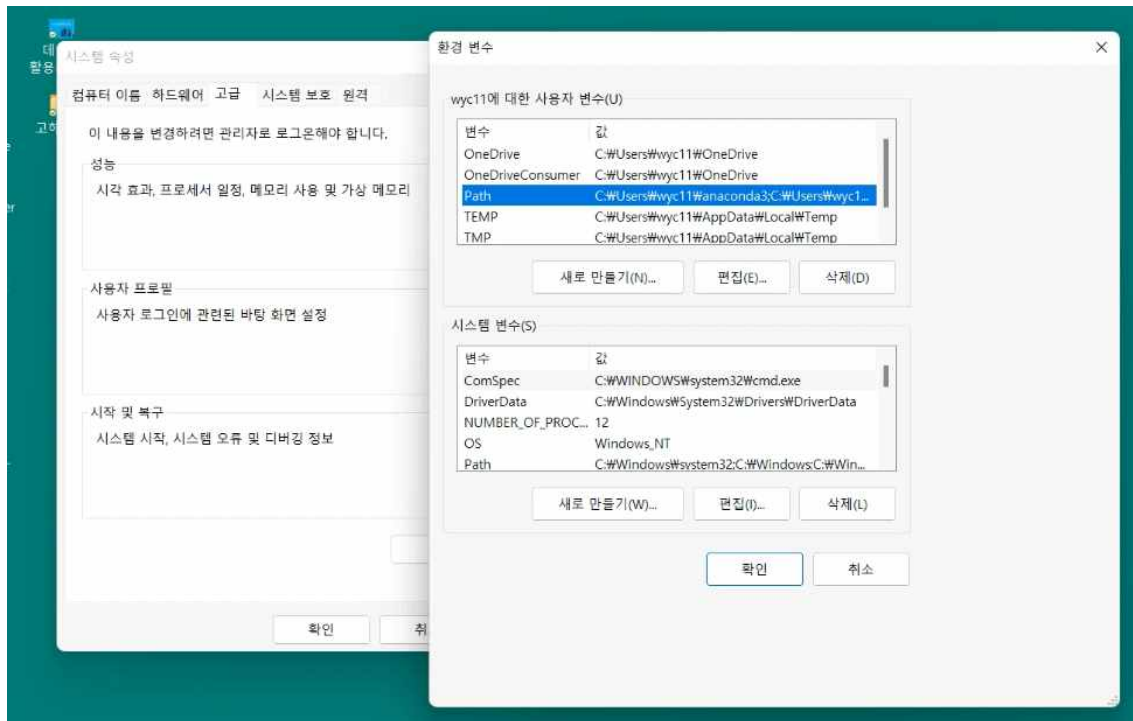 데
활용
고하
시스템 속성
컴퓨터 이름 하드웨어 고급 시스템 보호 원격
이 내용을 변경하려면 관리자로 로그온해야 합니다.
성능
시각 효과, 프로세서 일정, 메모리 사용 및 가상 메모리
사용자 프로필
사용자 로그인에 관련된 바탕 화면 설정
시작 및 복구
시스템 시작, 시스템 오류 및 디버깅 정보
확인 취
환경 변수
wyc11에 대한 사용자 변수(U)
변수 값
OneDrive C:₩Users₩wyc11₩OneDrive
OneDriveConsumer C:₩Users₩wyc11₩OneDrive
Path C:₩Users₩wyc11₩anaconda3;C:₩Users₩wyc1...
TEMP C:₩Users₩wyc11₩AppData₩Local₩Temp
TMP C:₩Users₩wyc11₩AppData₩Local₩Temp
새로 만들기(N)... 편집(E)... 삭제(D)
시스템 변수(S)
변수 값
ComSpec C:₩WINDOWS₩system32₩cmd.exe
DriverData C:₩Windows₩System32₩Drivers₩DriverData
NUMBER_OF_PROC... 12
OS Windows_NT
Path C:₩Windows₩system32;C:₩Windows;C:₩Win...
새로 만들기(W)... 편집(I)... 삭제(L)
확인 취소